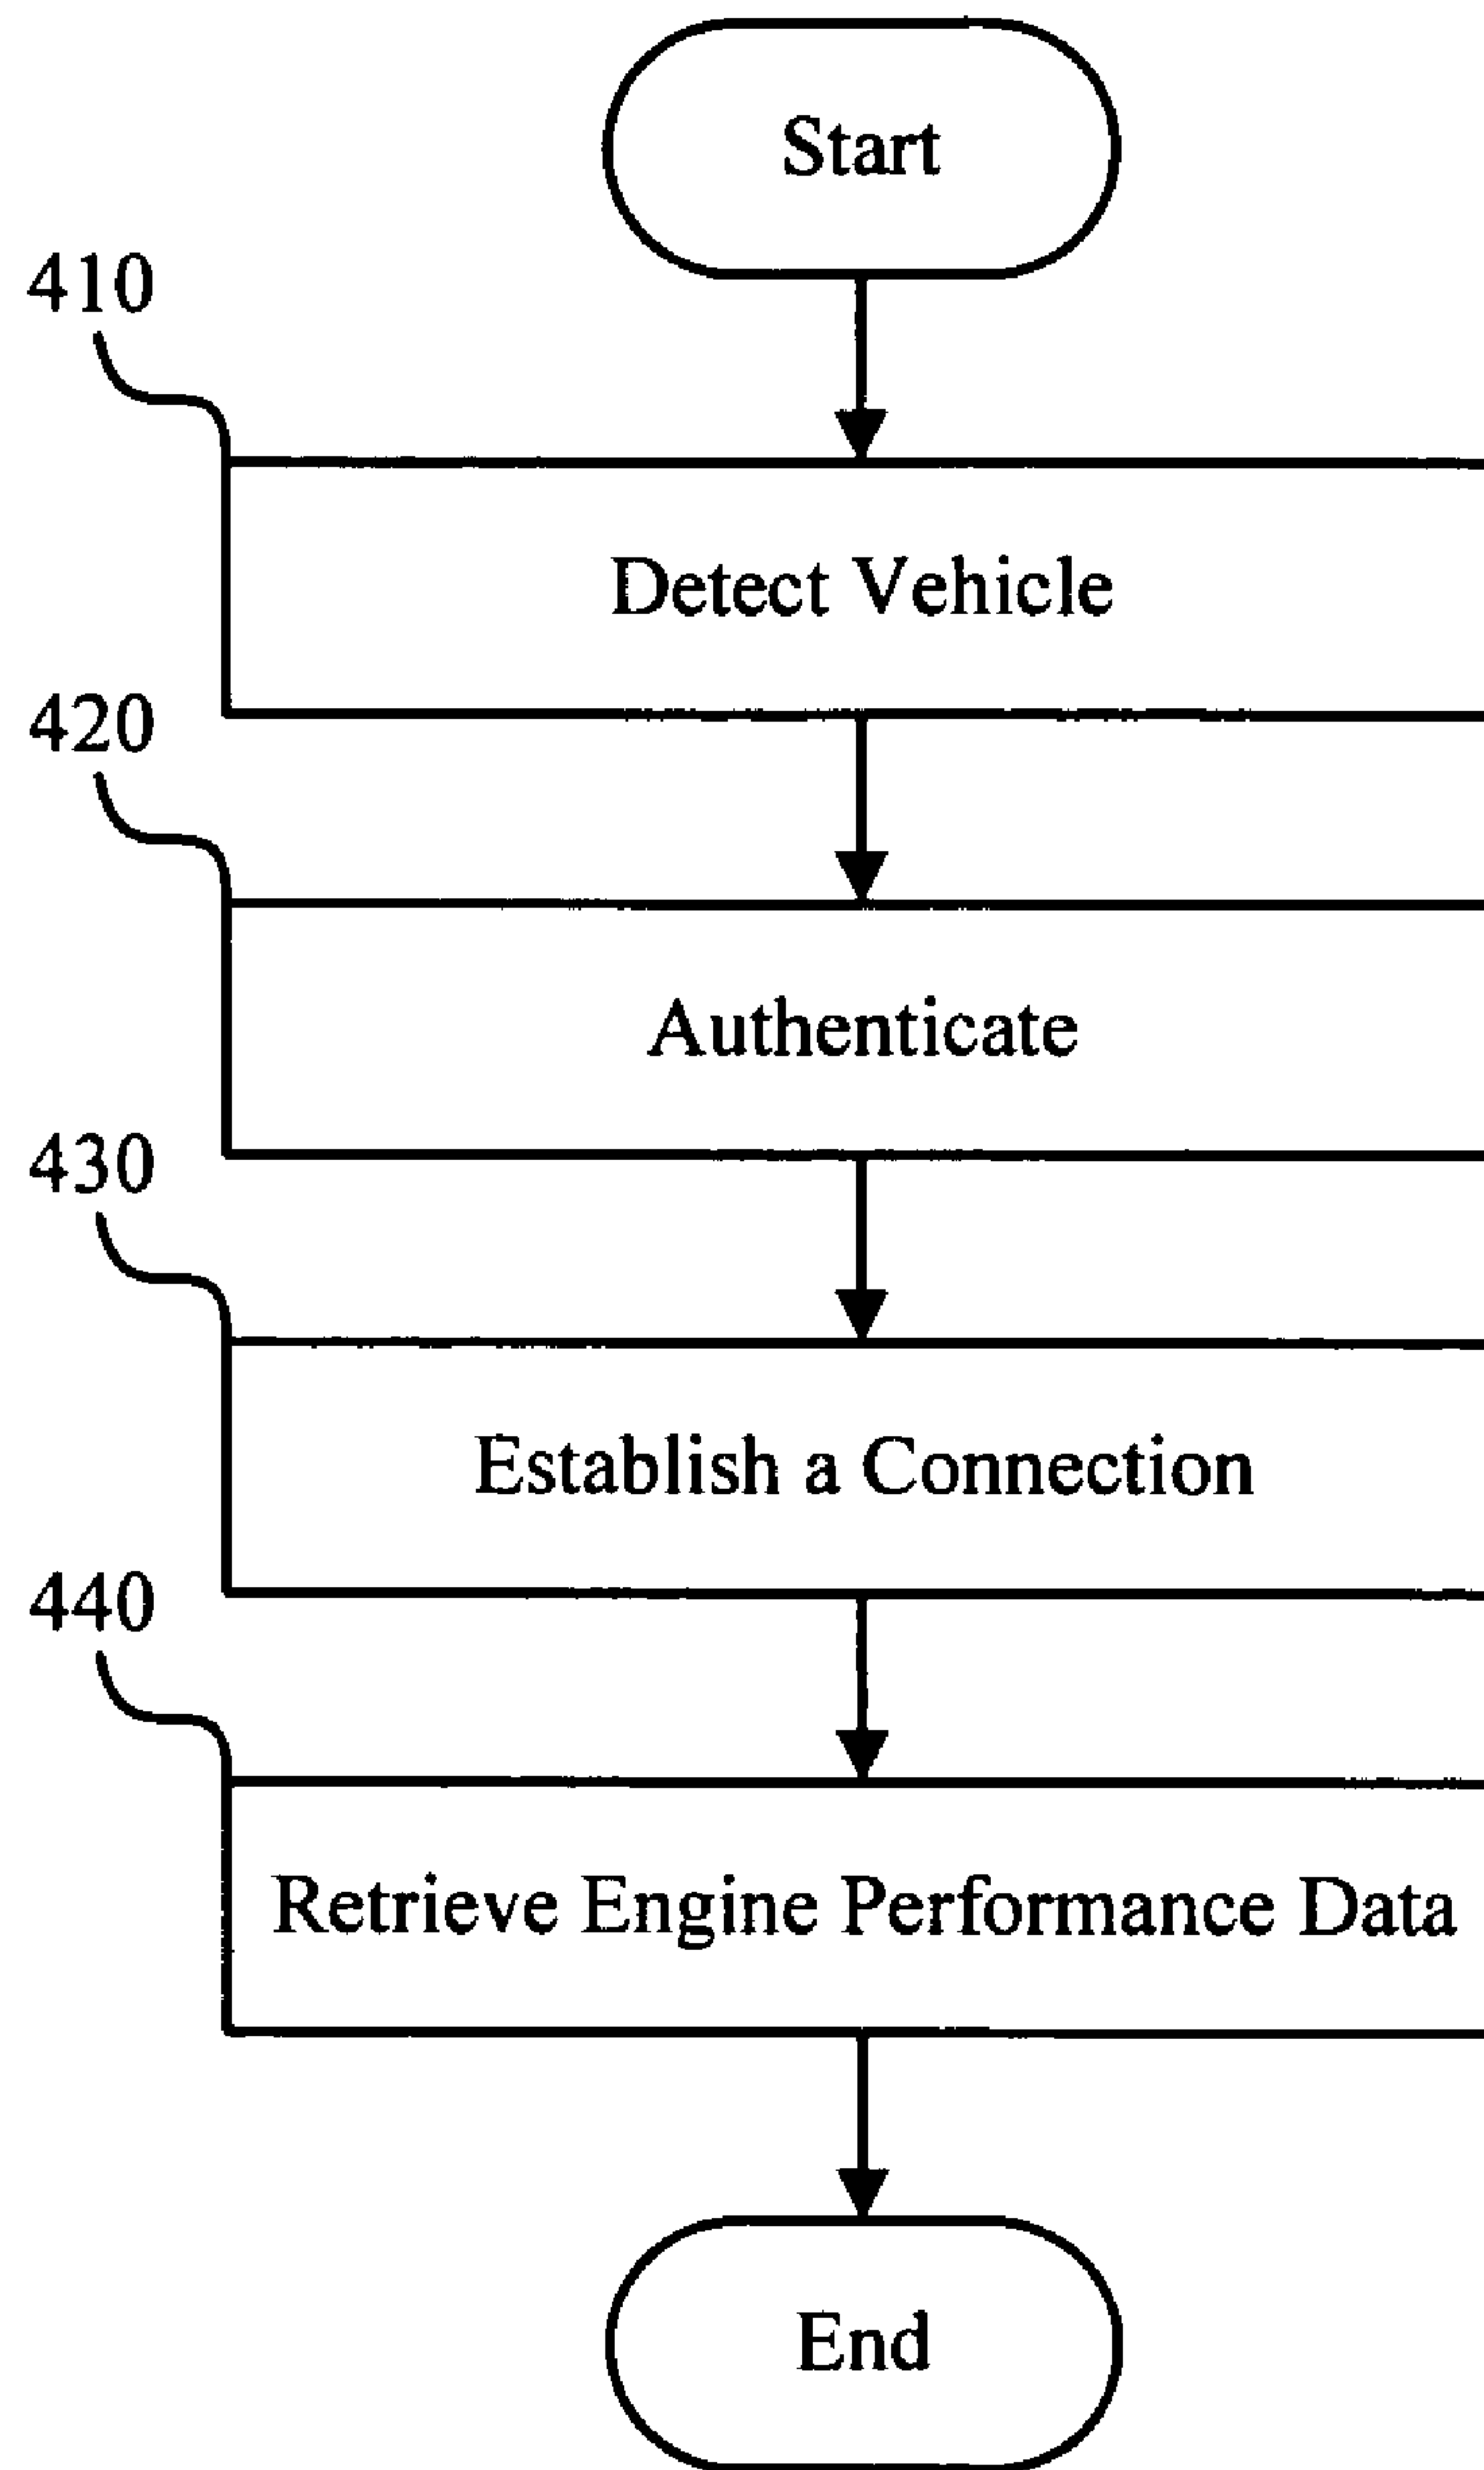 Start
410
Detect Vehicle
420
Authenticate
430
Establish a Connection
440
Retrieve Engine Performance Data
End